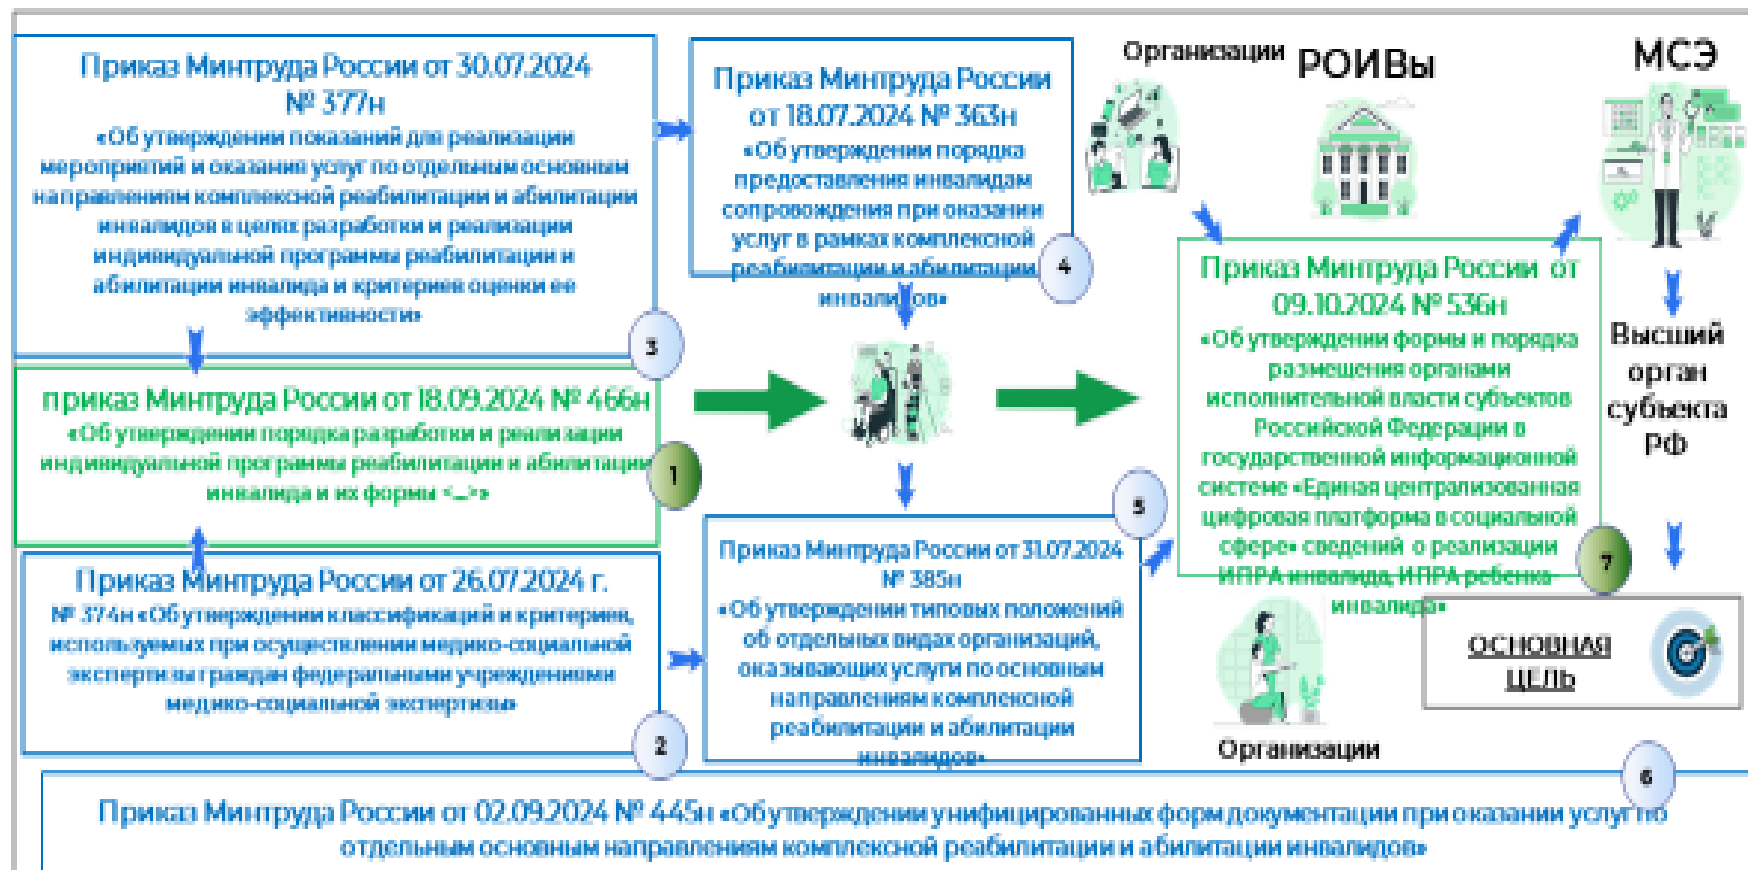 Приказ Минтруда России от 30.07.2024
№ 377н
«Об утверждении показаний для реализации
мероприятий и оказания услуг по отдельным основным
направлениям комплексной реабилитации и абилитации
инвалидов в целях разработки и реализации
индивидуальной программы реабилитации и
абилитации инвалида и критериев оценки ее
эффективности»
3
приказ Минтруда России от 18.09.2024 № 466н
«Об утверждении порядка разработки и реализации
индивидуальной программы реабилитации и абилитации
инвалида и их формы <...>»
1
Приказ Минтруда России от 26.07.2024 г.
№ 374н «Об утверждении классификаций и критериев,
используемых при осуществлении медико-социальной
экспертизы граждан федеральными учреждениями
медико-социальной экспертизы»
2
Приказ Минтруда России
от 18.07.2024 № 363н
«Об утверждении порядка
предоставления инвалидам
сопровождения при оказании
услуг в рамках комплексной
реабилитации и абилитации
инвалидов»
4
Приказ Минтруда России от 31.07.2024
№ 385н
«Об утверждении типовых положений
об отдельных видах организаций,
оказывающих услуги по основным
направлениям комплексной
реабилитации и абилитации
инвалидов»
5
Организации
РОИВы
МСЭ
Приказ Минтруда России от
09.10.2024 № 536н
«Об утверждении формы и порядка
размещения органами
исполнительной власти субъектов
Российской Федерации в
государственной информационной
системе «Единая централизованная
цифровая платформа в социальной
сфере» сведений о реализации
ИПРА инвалида, ИПРА ребенка-
инвалида»
7
Высший
орган
субъекта
РФ
ОСНОВНАЯ
ЦЕЛЬ
Организации
6
Приказ Минтруда России от 02.09.2024 № 445н «Об утверждении унифицированных форм документации при оказании услуг по
отдельным основным направлениям комплексной реабилитации и абилитации инвалидов»